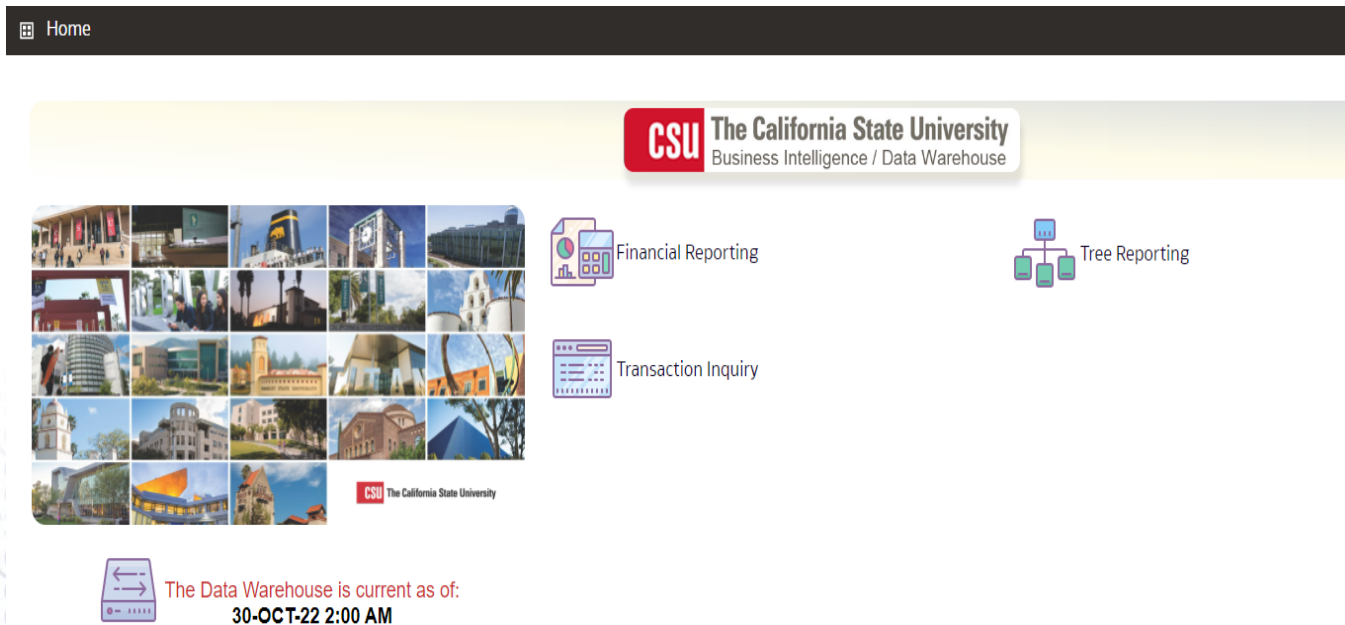 Home
CSU The California State University
Business Intelligence / Data Warehouse
Financial Reporting
Tree Reporting
Transaction Inquiry
CSU The California State University
The Data Warehouse is current as of:
30-OCT-22 2:00 AM